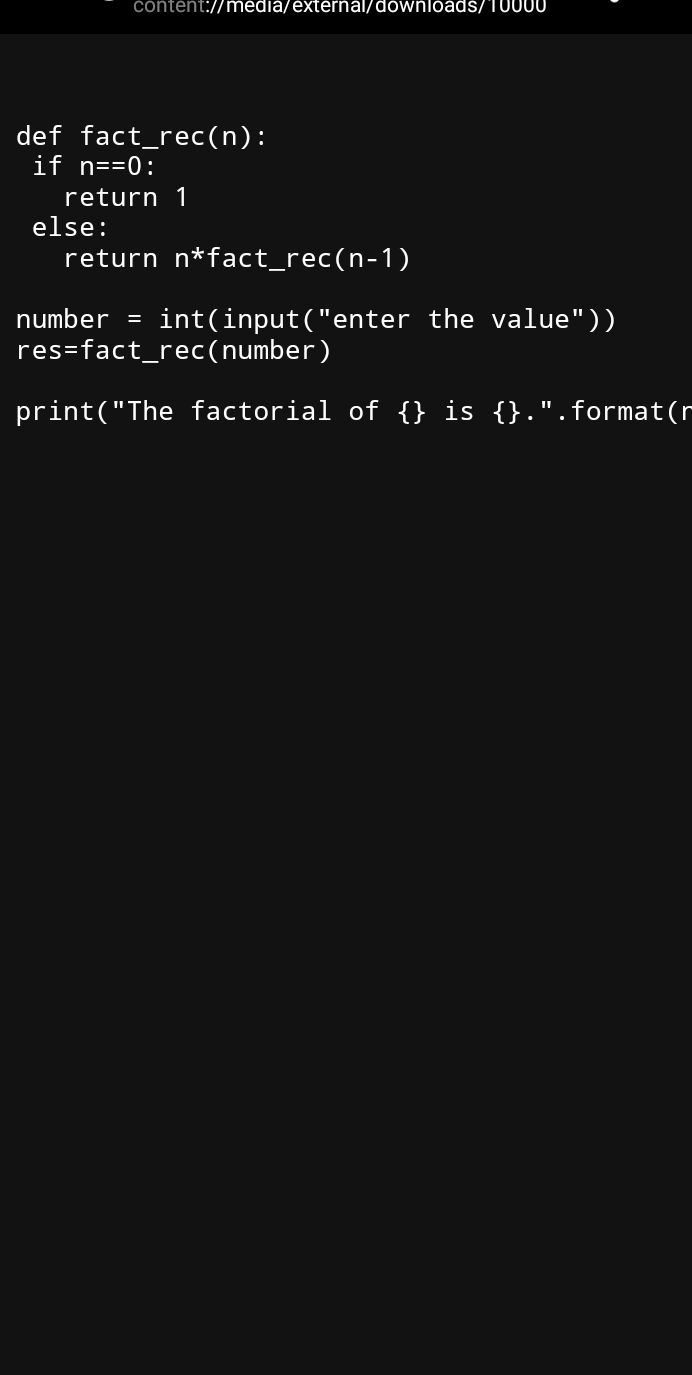 content://media/external/downloads/10000
def fact_rec(n):
 if n==0:
   return 1
 else:
   return n*fact_rec(n-1)
number = int(input("enter the value"))
res=fact_rec(number)
print("The factorial of {} is {}.".format(n